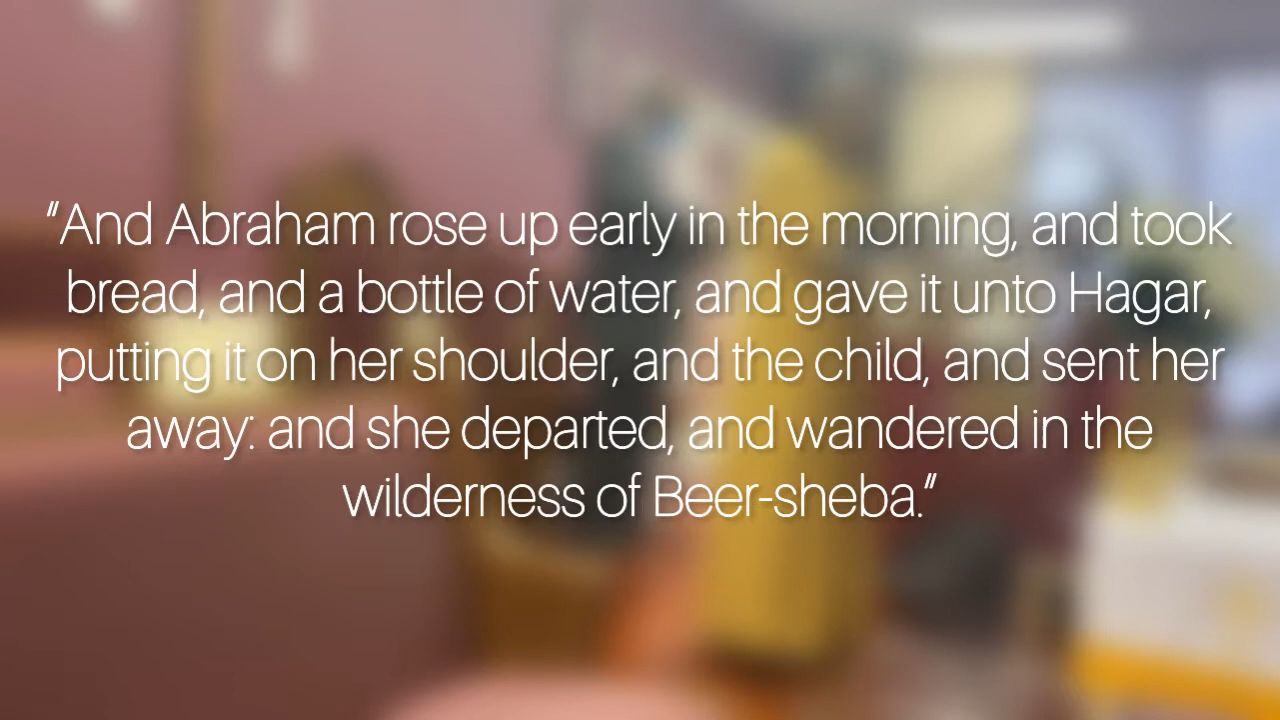 “And Abraham rose up early in the morning, and took
bread, and a bottle of water, and gave it unto Hagar,
putting it on her shoulder, and the child, and sent her
away: and she departed, and wandered in the
wilderness of Beer-sheba.”